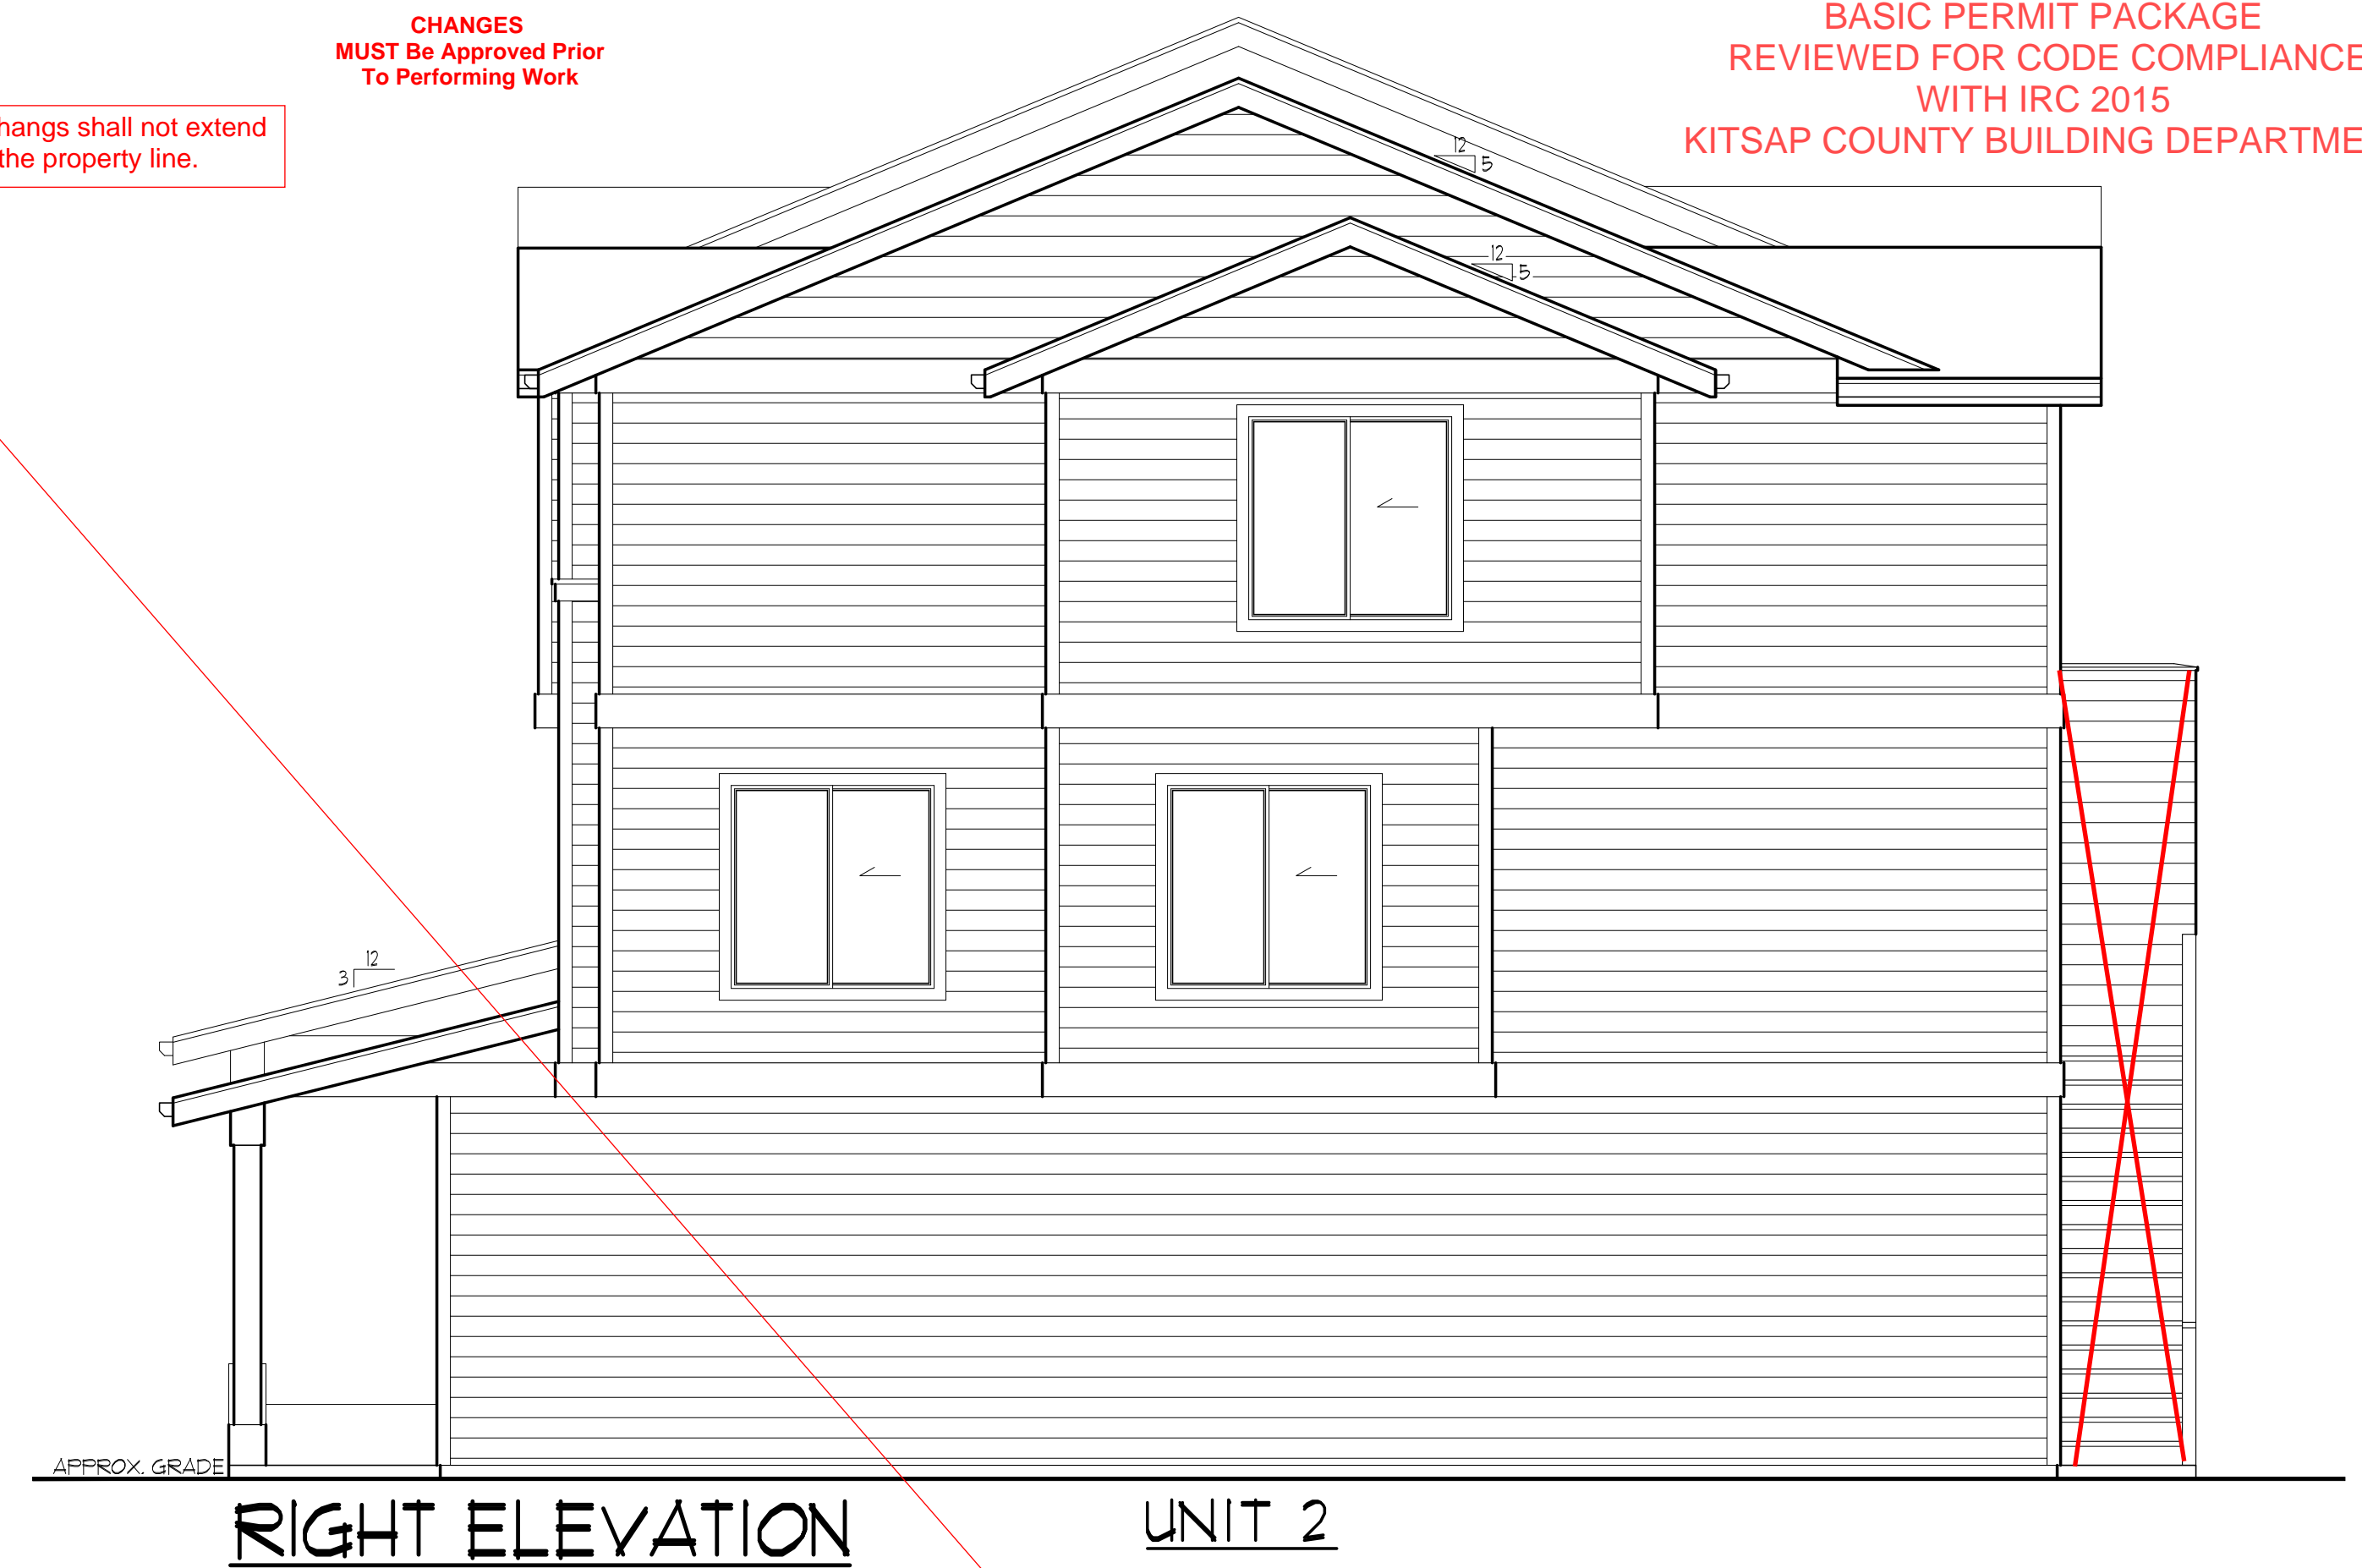 CHANGES
MUST Be Approved Prior
To Performing Work
BASIC PERMIT PACKAGE
REVIEWED FOR CODE COMPLIANCE
WITH IRC 2015
KITSAP COUNTY BUILDING DEPARTME
hangs shall not extend
the property line.
12
5
12
5
12
3
APPROX. GRADE
RIGHT ELEVATION
UNIT 2